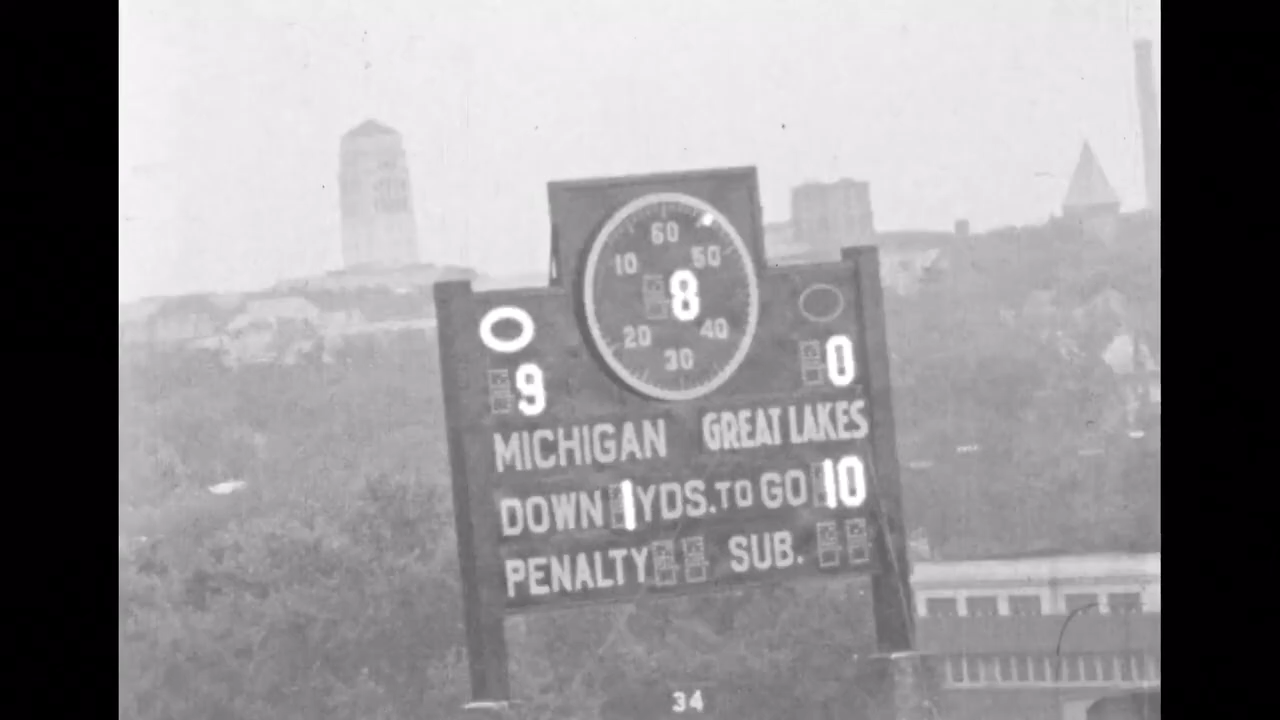 60
10 50
8
20 40
30
9 0
MICHIGAN GREAT LAKES
DOWN 1 YDS. TO GO 10
PENALTY SUB.
34